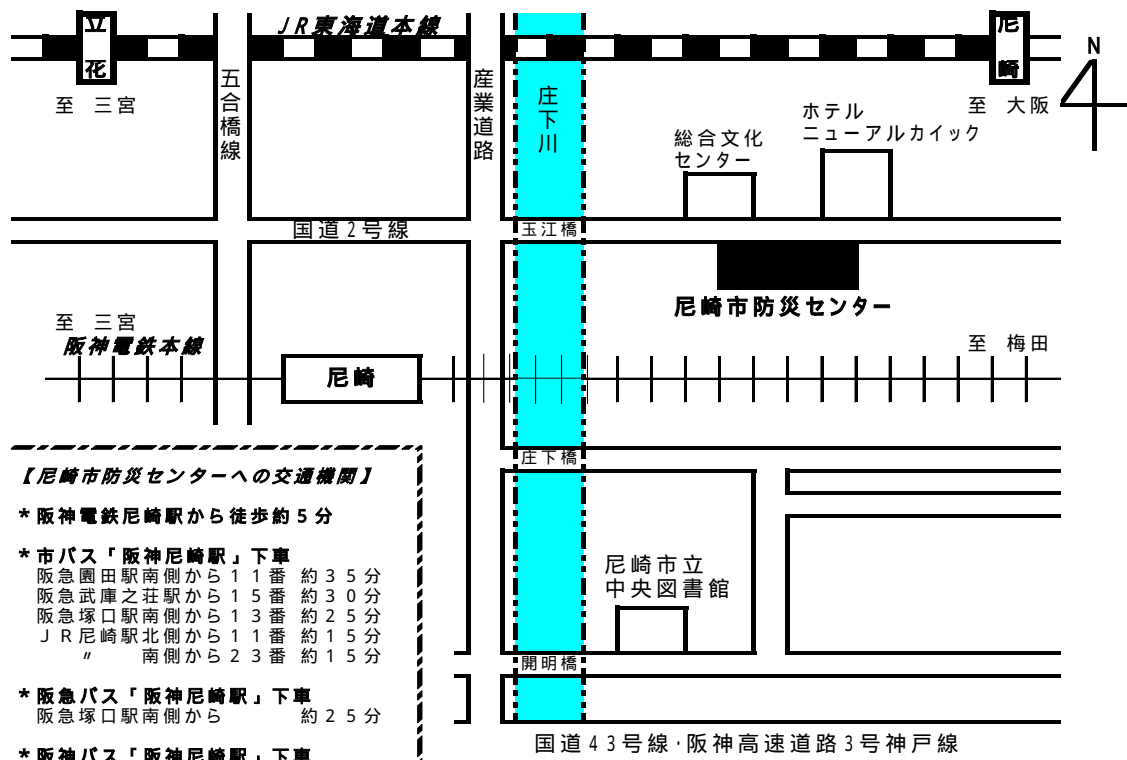 JR東海道本線
立花
尼崎
N
至 三宮
至 大阪
五合橋線
産業道路
庄下川
ホテル
ニューアルカイック
総合文化
センター
国道2号線
玉江橋
尼崎市防災センター
至 三宮
阪神電鉄本線
至 梅田
尼崎
庄下橋
【尼崎市防災センターへの交通機関】
*阪神電鉄尼崎駅から徒歩約5分
*市バス「阪神尼崎駅」下車
阪急園田駅南側から11番 約35分
阪急武庫之荘駅から15番 約30分
阪急塚口駅南側から13番 約25分
JR尼崎駅北側から11番 約15分
〃 南側から23番 約15分
*阪急バス「阪神尼崎駅」下車
阪急塚口駅南側から 約25分
*阪神バス「阪神尼崎駅」下車
尼崎市立
中央図書館
開明橋
国道43号線・阪神高速道路3号神戸線